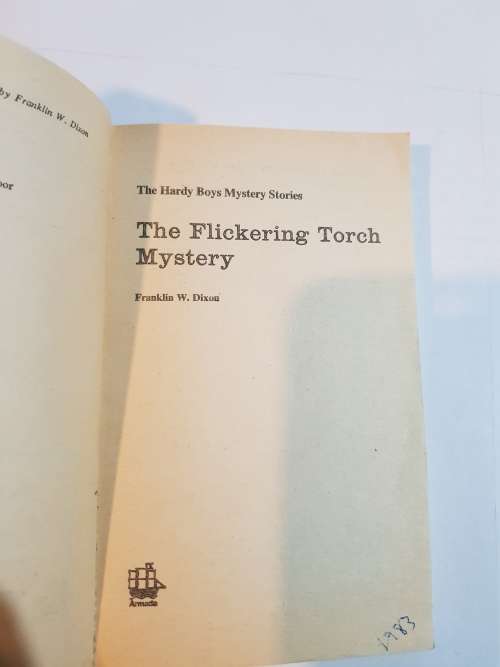 by Franklin W. Dixon
oor
The Hardy Boys Mystery Stories
The Flickering Torch
Mystery
Franklin W. Dixon
Armada
1983